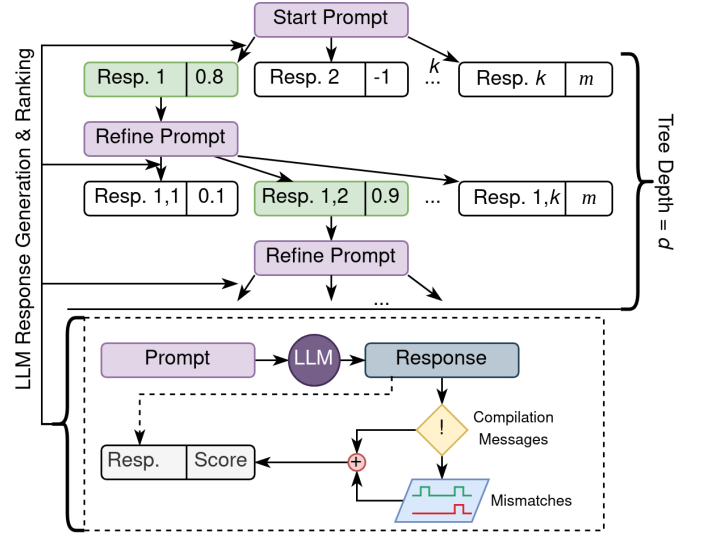 Start Prompt
LLM Response Generation & Ranking
Resp. 1 0.8
Resp. 2 -1
k
...
Resp. k m
Refine Prompt
Resp. 1,1 0.1
Resp. 1,2 0.9
...
Resp. 1,k m
Tree Depth = d
Refine Prompt
...
Prompt
LLM
Response
!
Compilation
Messages
Resp. Score
+
Mismatches